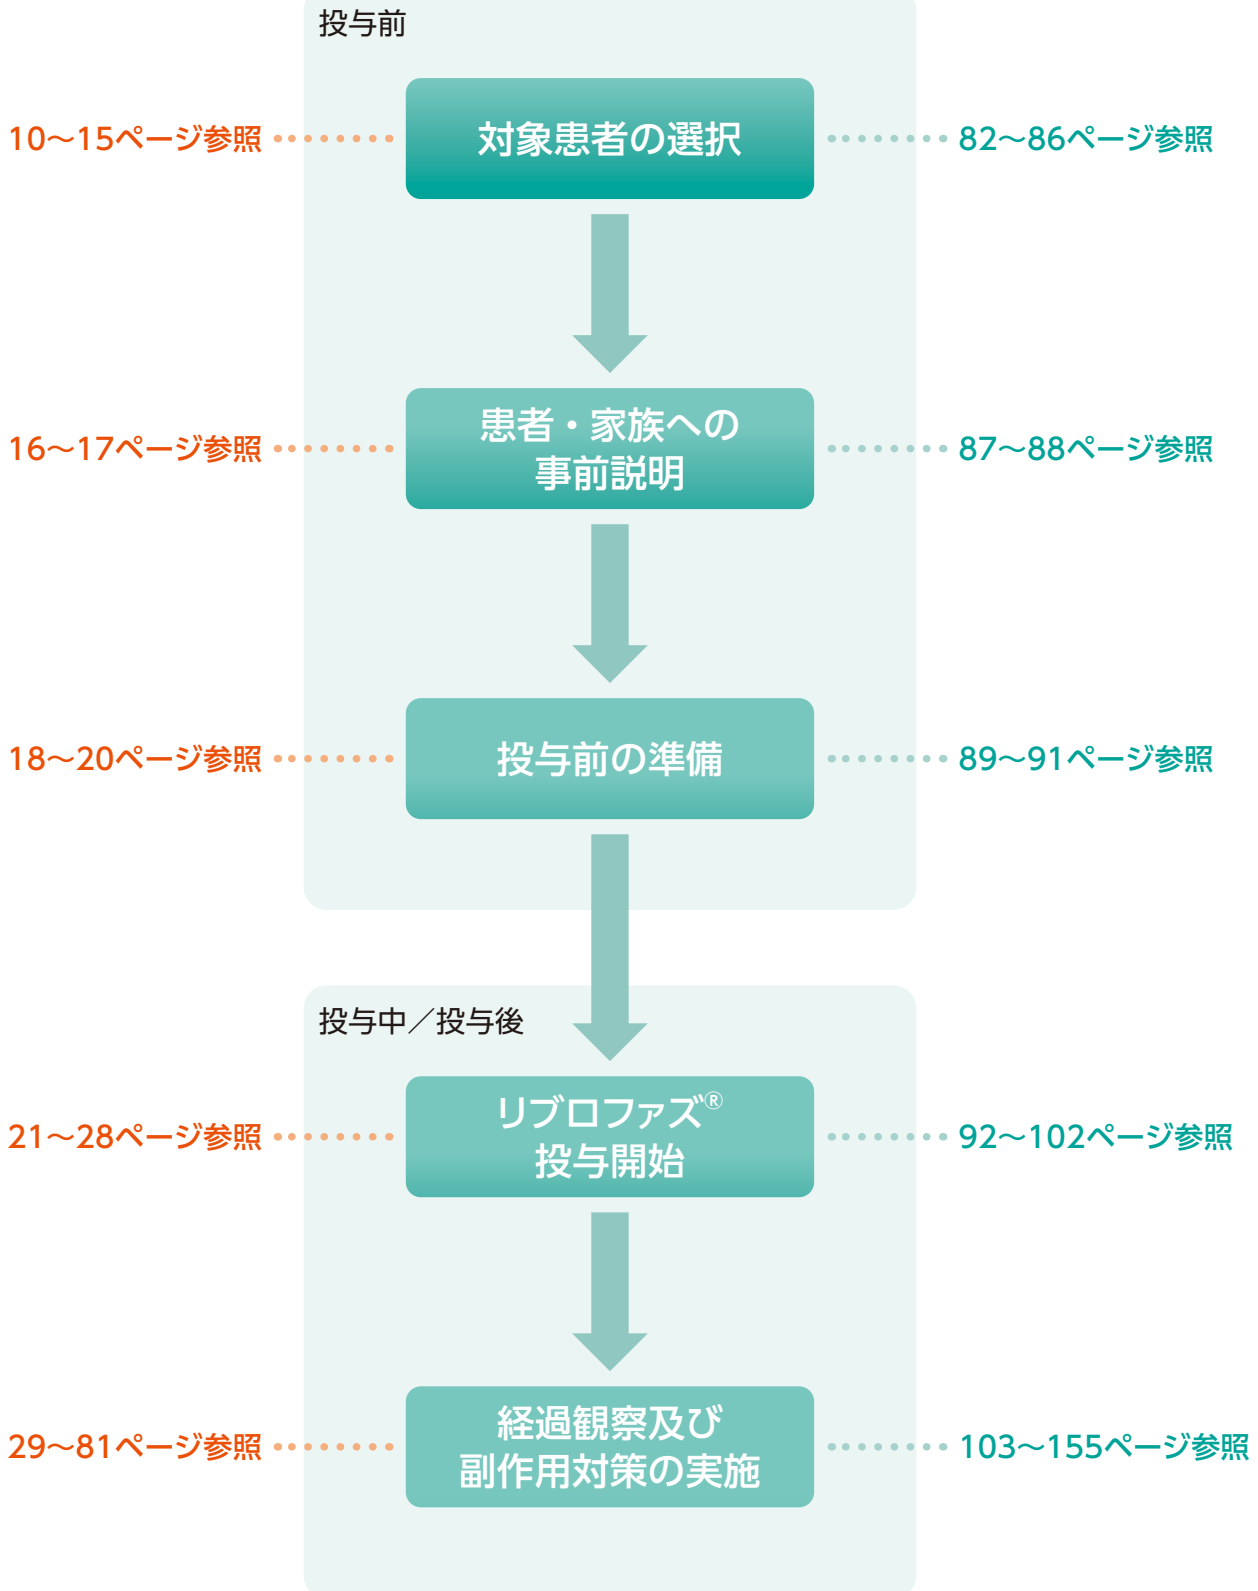 投与前
10～15ページ参照
対象患者の選択
82～86ページ参照
16～17ページ参照
患者・家族への
事前説明
87～88ページ参照
18～20ページ参照
投与前の準備
89～91ページ参照
投与中／投与後
21～28ページ参照
リブロファズ®
投与開始
92～102ページ参照
29～81ページ参照
経過観察及び
副作用対策の実施
103～155ページ参照